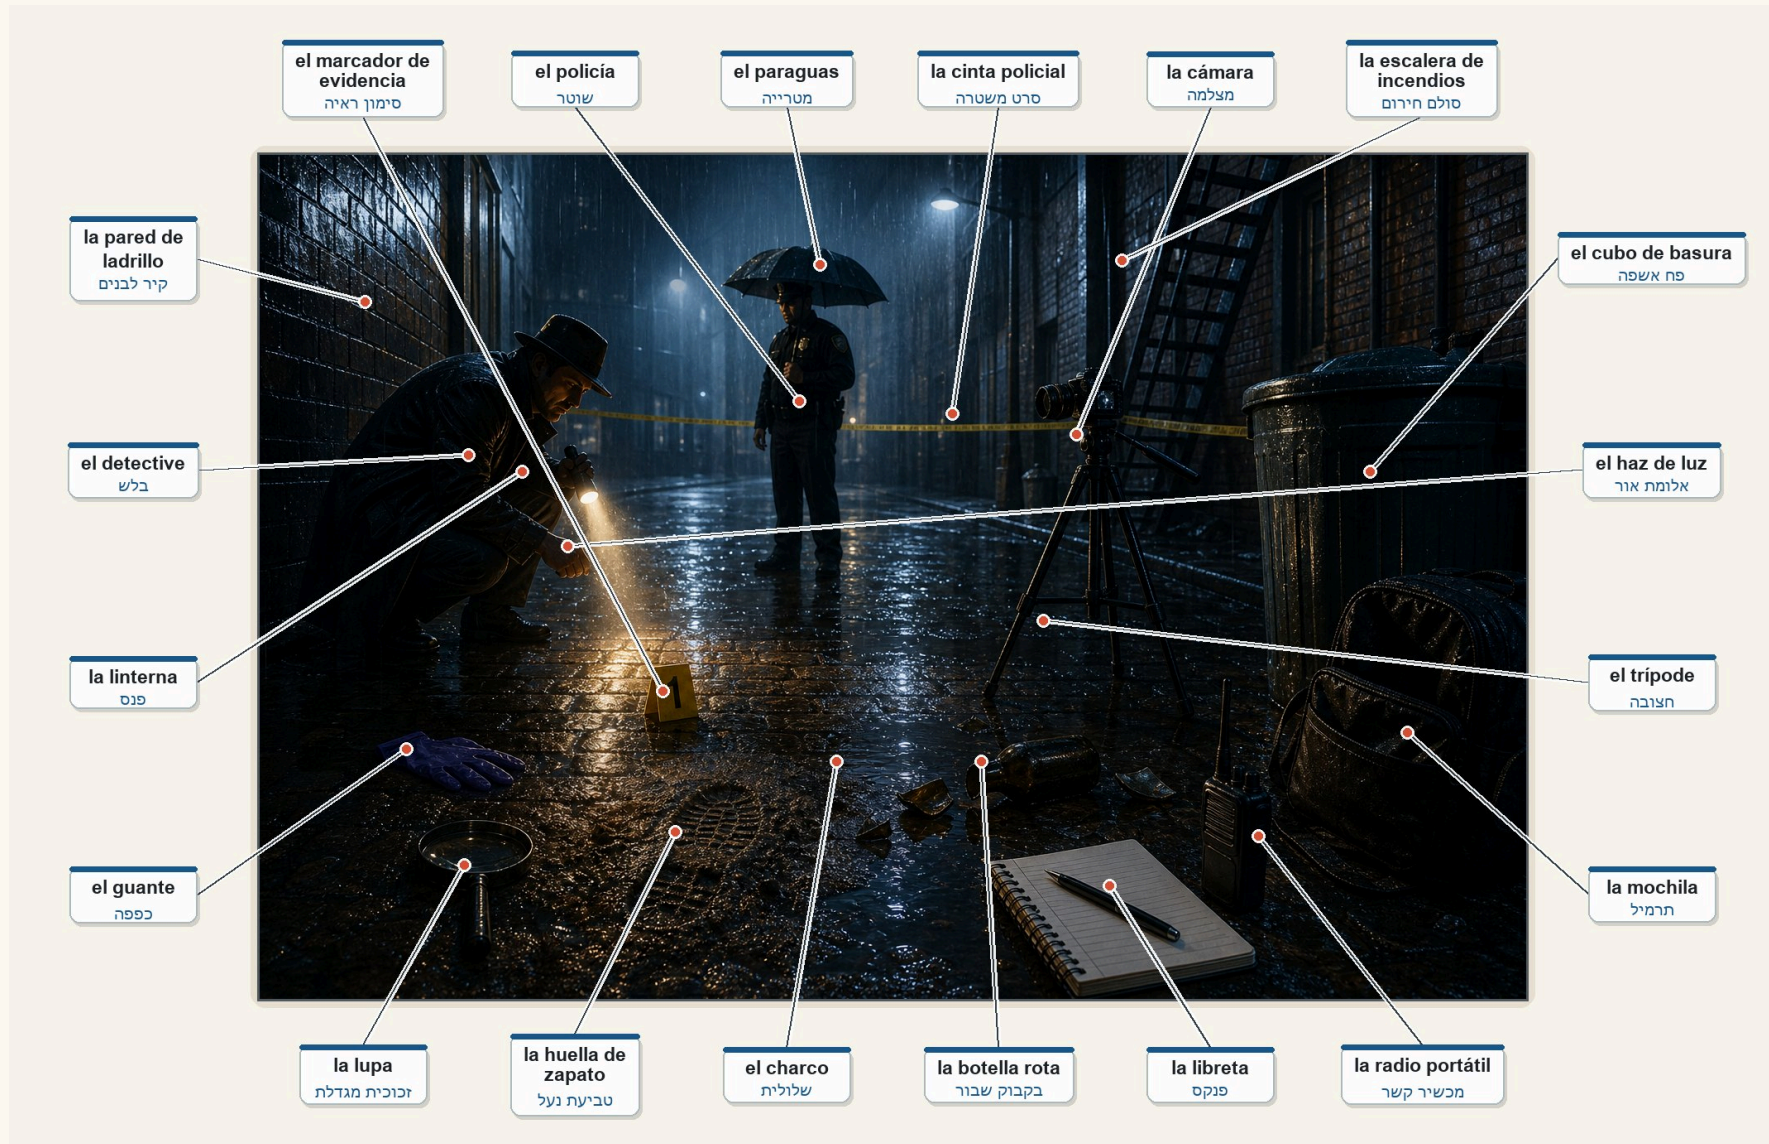 el marcador de
evidencia
סימון ראיה
el policía
שוטר
el paraguas
מטרייה
la cinta policial
סרט משטרה
la cámara
מצלמה
la escalera de
incendios
סולם חירום
la pared de
ladrillo
קיר לבנים
el cubo de basura
פח אשפה
el detective
בלש
el haz de luz
אלומת אור
la linterna
פנס
el trípode
חצובה
1
el guante
כפפה
la mochila
תרמיל
la lupa
זכוכית מגדלת
la huella de
zapato
טביעת נעל
el charco
שלולית
la botella rota
בקבוק שבור
la libreta
פנקס
la radio portátil
מכשיר קשר